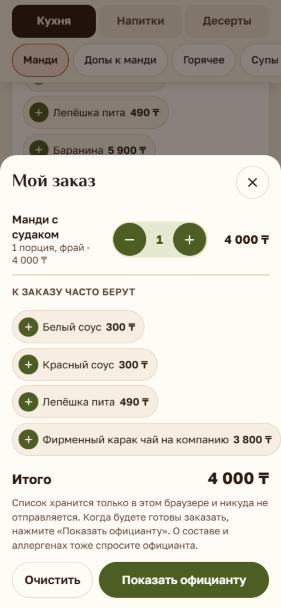 Кухня
Напитки
Десерты
Манди
Допы к манди
Горячее
Супы
+ Лепёшка пита 490 ₸
+ Баранина 5 900 ₸
Мой заказ
×
Манди с
судаком
1 порция, фрай ·
4 000 ₸
− 1 +
4 000 ₸
К ЗАКАЗУ ЧАСТО БЕРУТ
+ Белый соус 300 ₸
+ Красный соус 300 ₸
+ Лепёшка пита 490 ₸
+ Фирменный карак чай на компанию 3 800 ₸
Итого
4 000 ₸
Список хранится только в этом браузере и никуда не
отправляется. Когда будете готовы заказать,
нажмите «Показать официанту». О составе и
аллергенах тоже спросите официанта.
Очистить
Показать официанту